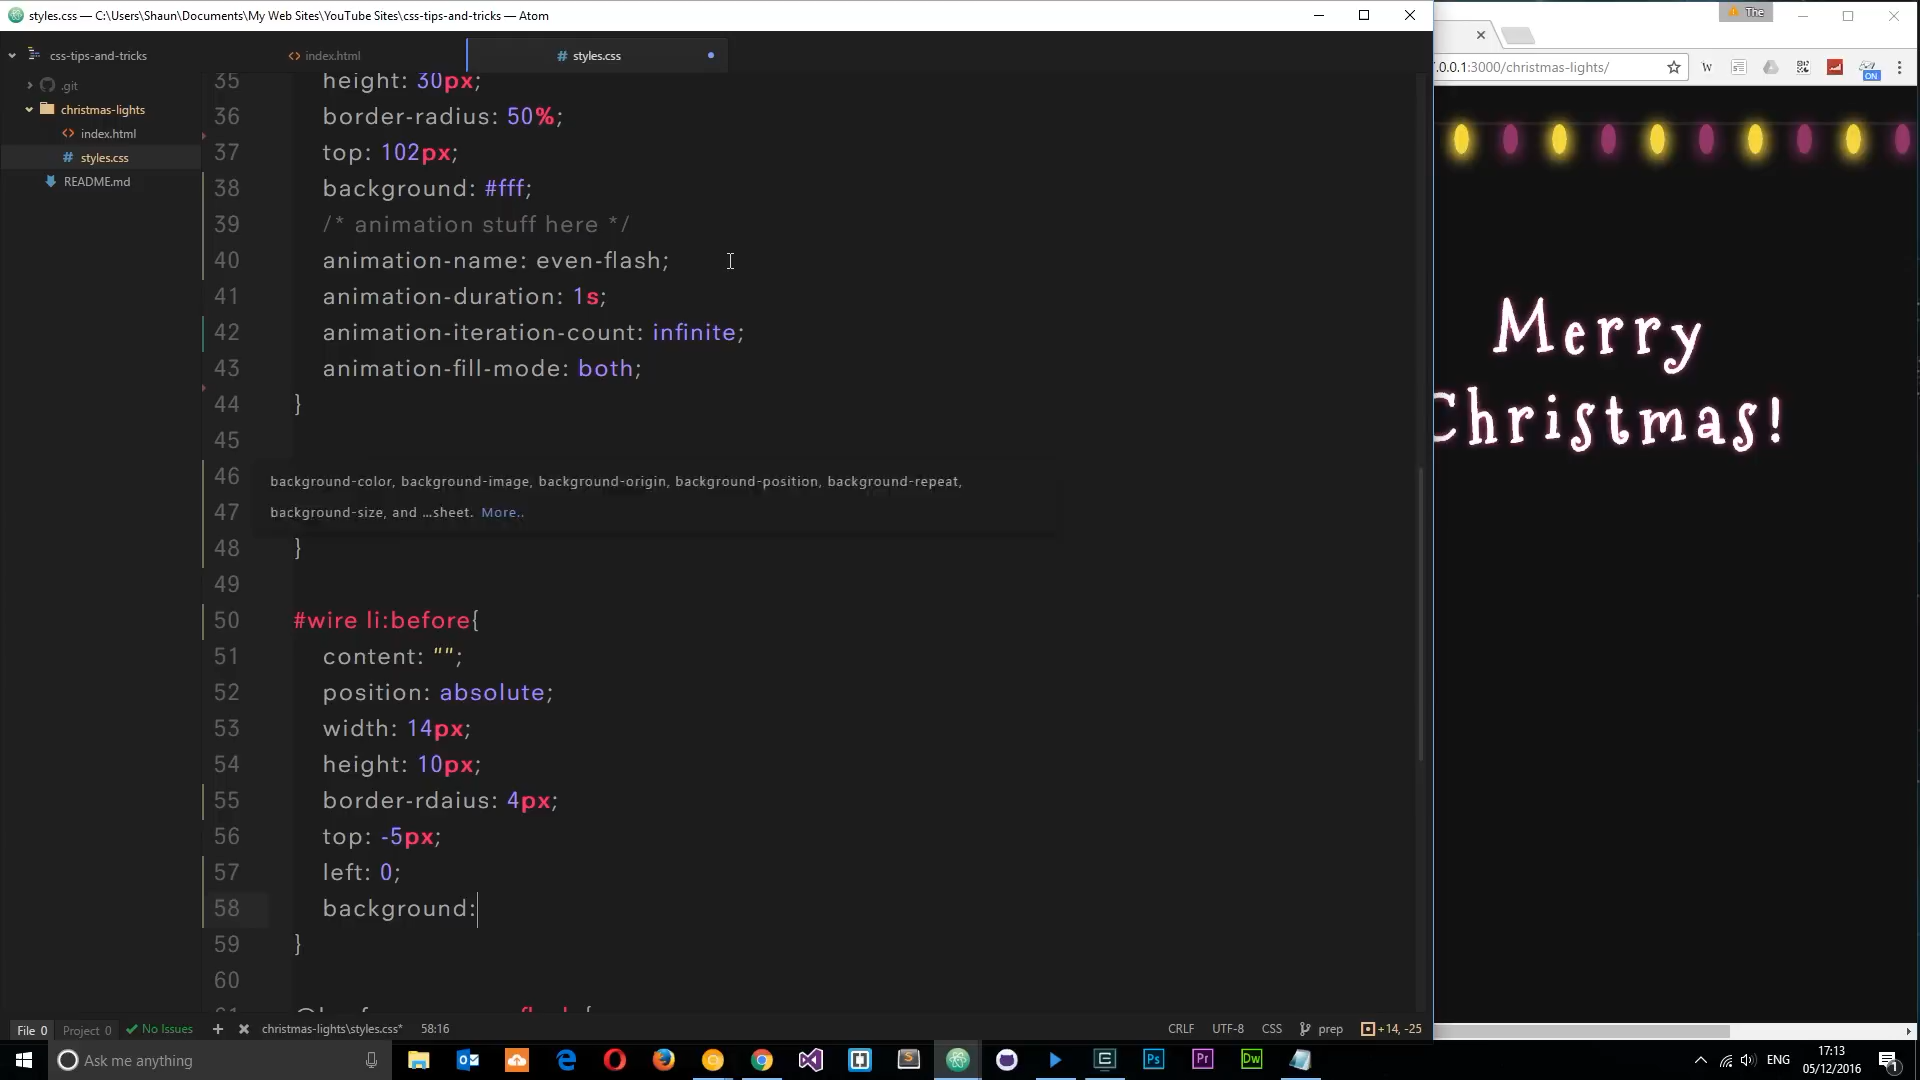 styles.css — C:\Users\Shaun\Documents\My Web Sites\YouTube Sites\css-tips-and-tricks — Atom
The
css-tips-and-tricks
index.html
styles.css
.0.0.1:3000/christmas-lights/
W
ON
.git
christmas-lights
index.html
styles.css
README.md
35 height: 30px;
36 border-radius: 50%;
37 top: 102px;
38 background: #fff;
39 /* animation stuff here */
40 animation-name: even-flash;
41 animation-duration: 1s;
42 animation-iteration-count: infinite;
43 animation-fill-mode: both;
44 }
45
46
background-color, background-image, background-origin, background-position, background-repeat,
47
background-size, and …sheet. More..
48 }
49
50 #wire li:before{
51 content: "";
52 position: absolute;
53 width: 14px;
54 height: 10px;
55 border-rdaius: 4px;
56 top: -5px;
57 left: 0;
58 background:
59 }
60
Merry
Christmas!
File 0 Project 0 No Issues christmas-lights\styles.css* 58:16 CRLF UTF-8 CSS prep +14, -25
Ask me anything
Ps
Pr
Dw
ENG
17:13
05/12/2016
1